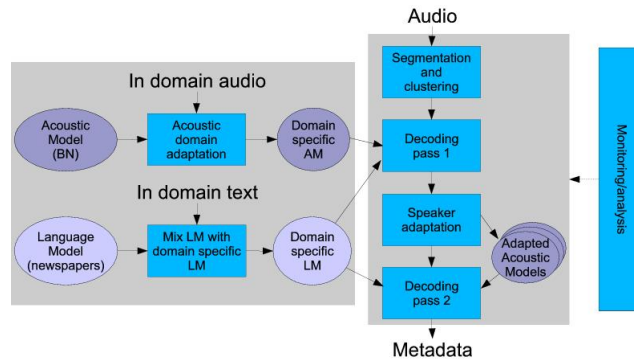 Audio
Segmentation
and
clustering
In domain audio
Acoustic
Model
(BN)
Acoustic
domain
adaptation
Domain
specific
AM
Decoding
pass 1
In domain text
Language
Model
(newspapers)
Mix LM with
domain specific
LM
Domain
specific
LM
Speaker
adaptation
Adapted
Acoustic
Models
Decoding
pass 2
Metadata
Monitoring/analysis